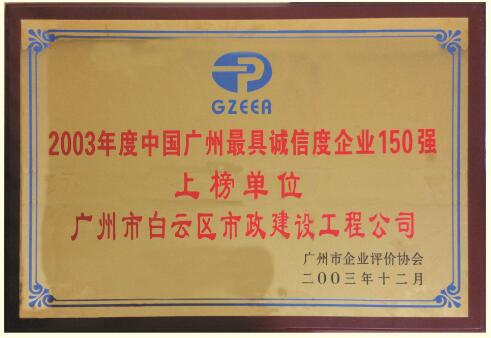 GZEEA
2003年度中国广州最具诚信度企业150强
上榜单位
广州市白云区市政建设工程公司
广州市企业评价协会
二〇〇三年十二月